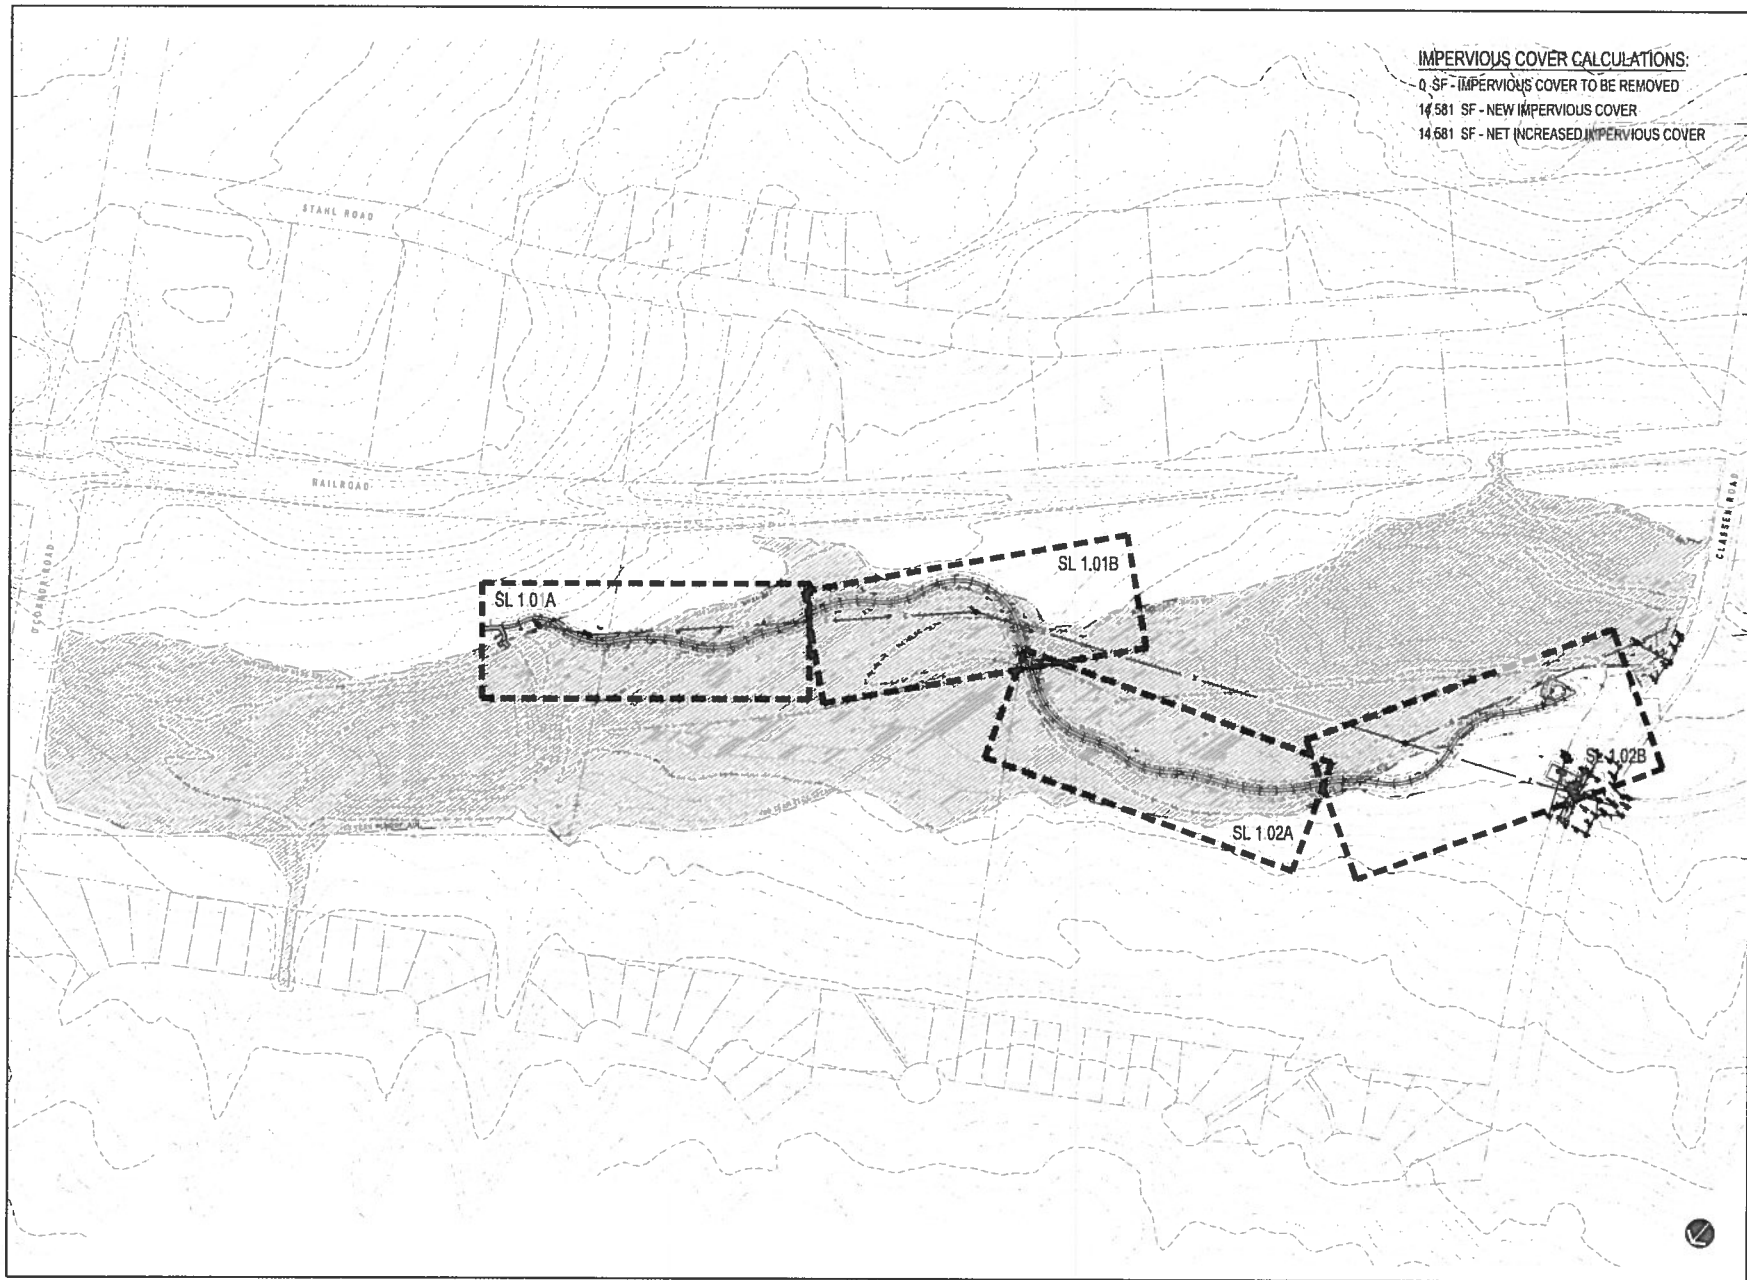 IMPERVIOUS COVER CALCULATIONS:
0 SF - IMPERVIOUS COVER TO BE REMOVED
14,581 SF - NEW IMPERVIOUS COVER
14,581 SF - NET INCREASED IMPERVIOUS COVER
STAHL ROAD
RAILROAD
CLASSEN ROAD
O'CONNOR ROAD
SL 1.01B
SL 1.01A
SL 1.02B
SL 1.02A